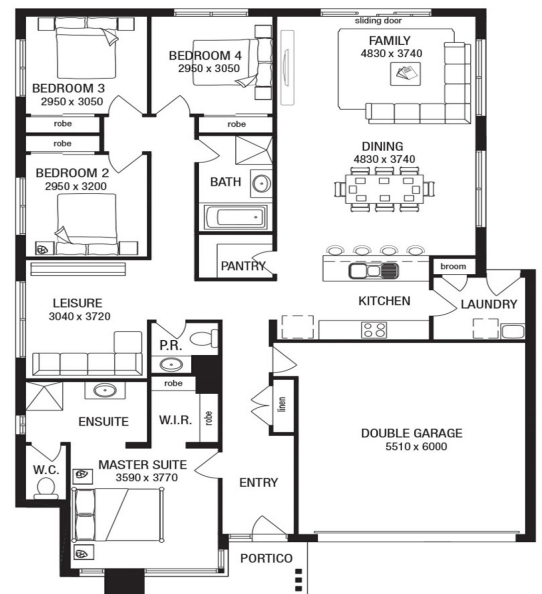 sliding door
FAMILY
4830 x 3740
BEDROOM 4
2950 x 3050
BEDROOM 3
2950 x 3050
robe
robe
robe
DINING
4830 x 3740
BEDROOM 2
2950 x 3200
BATH
PANTRY
broom
LEISURE
3040 x 3720
KITCHEN
LAUNDRY
P.R.
robe
ENSUITE
W.I.R.
robe
linen
DOUBLE GARAGE
5510 x 6000
W.C.
MASTER SUITE
3590 x 3770
ENTRY
PORTICO